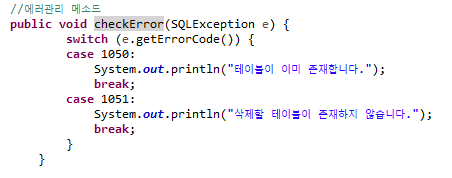 //에러관리 메소드
public void checkError(SQLException e) {
switch (e.getErrorCode()) {
case 1050:
System.out.println("테이블이 이미 존재합니다.");
break;
case 1051:
System.out.println("삭제할 테이블이 존재하지 않습니다.");
break;
}
}